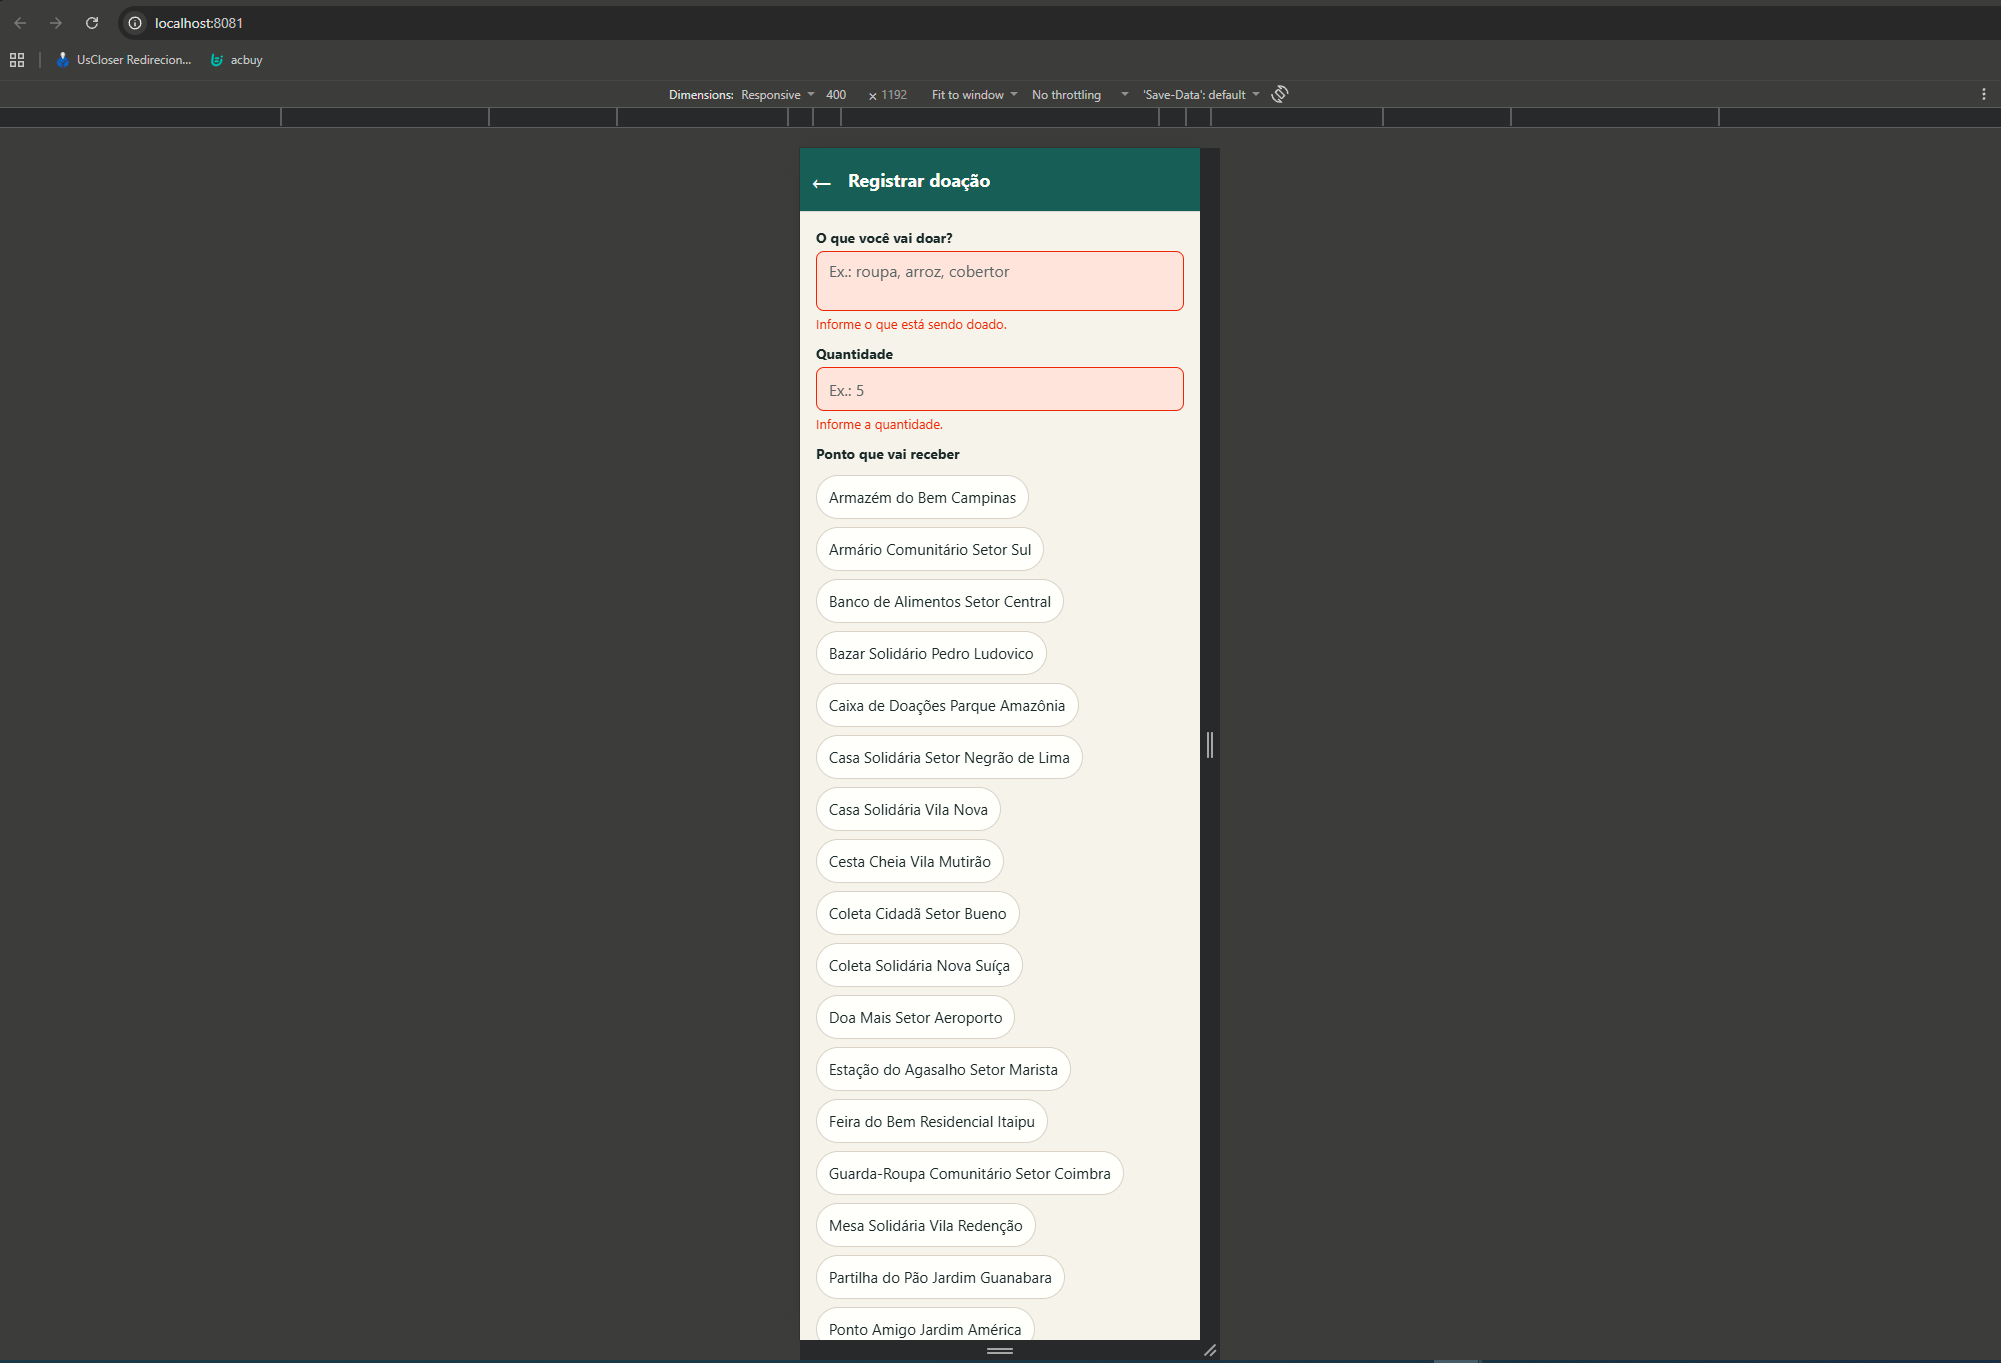 localhost:8081
UsCloser Redirecion...
acbuy
Dimensions: Responsive 400 × 1192 Fit to window No throttling 'Save-Data': default
Registrar doação
O que você vai doar?
Ex.: roupa, arroz, cobertor
Informe o que está sendo doado.
Quantidade
Ex.: 5
Informe a quantidade.
Ponto que vai receber
Armazém do Bem Campinas
Armário Comunitário Setor Sul
Banco de Alimentos Setor Central
Bazar Solidário Pedro Ludovico
Caixa de Doações Parque Amazônia
Casa Solidária Setor Negrão de Lima
Casa Solidária Vila Nova
Cesta Cheia Vila Mutirão
Coleta Cidadã Setor Bueno
Coleta Solidária Nova Suíça
Doa Mais Setor Aeroporto
Estação do Agasalho Setor Marista
Feira do Bem Residencial Itaipu
Guarda-Roupa Comunitário Setor Coimbra
Mesa Solidária Vila Redenção
Partilha do Pão Jardim Guanabara
Ponto Amigo Jardim América